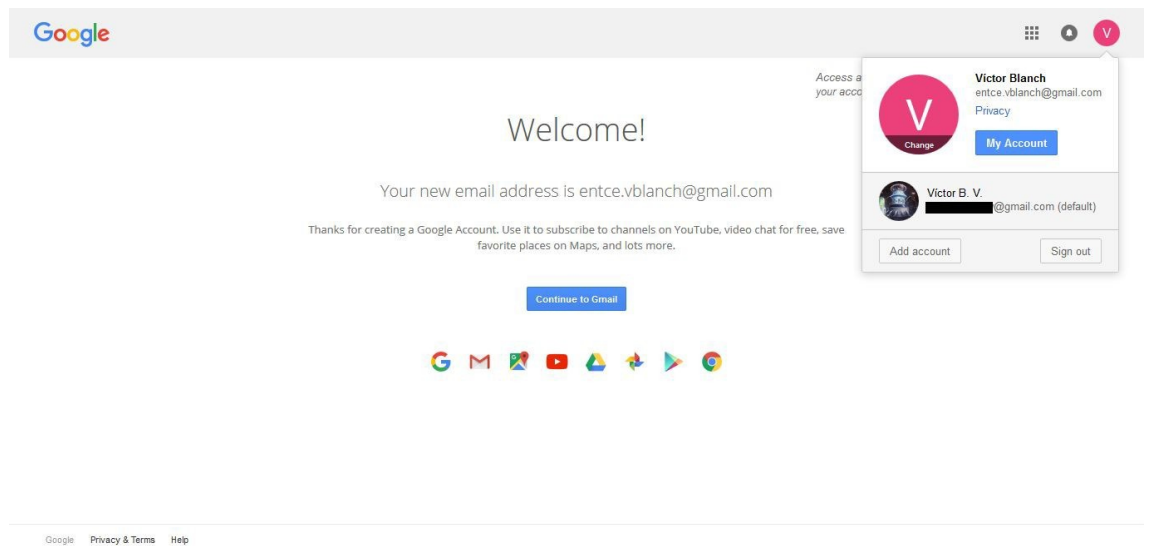 Google
V
Access a
your acco
Welcome!
Your new email address is entce.vblanch@gmail.com
Thanks for creating a Google Account. Use it to subscribe to channels on YouTube, video chat for free, save
favorite places on Maps, and lots more.
Continue to Gmail
V
Change
Víctor Blanch
entce.vblanch@gmail.com
Privacy
My Account
Víctor B. V.
@gmail.com (default)
Add account
Sign out
Google Privacy & Terms Help